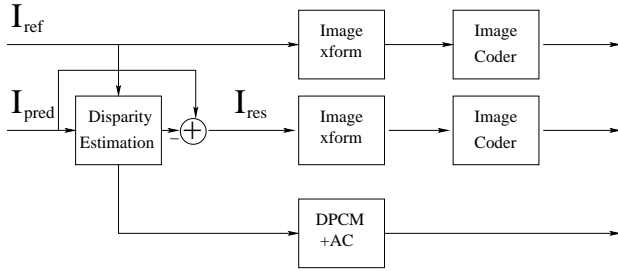 I_ref
Image
xform
Image
Coder
I_pred
Disparity
Estimation
−
+
I_res
Image
xform
Image
Coder
DPCM
+AC